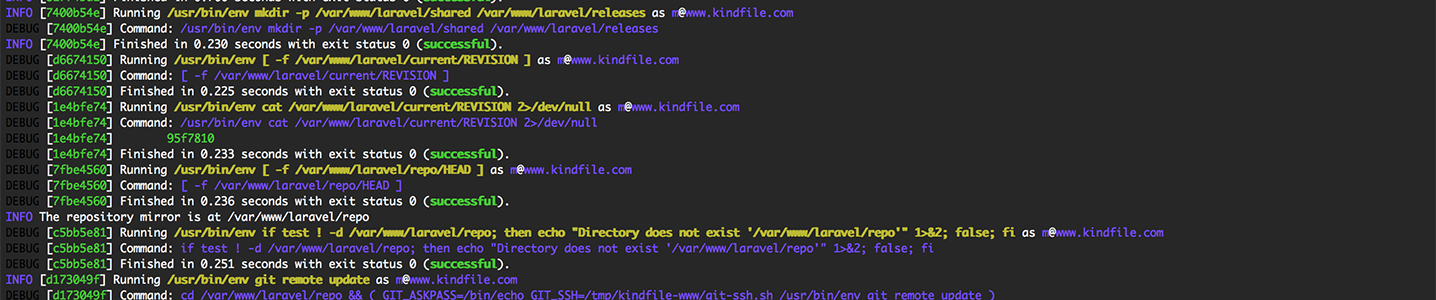 INFO [7400b54e] Running /usr/bin/env mkdir -p /var/www/laravel/shared /var/www/laravel/releases as m@www.kindfile.com
DEBUG [7400b54e] Command: /usr/bin/env mkdir -p /var/www/laravel/shared /var/www/laravel/releases
INFO [7400b54e] Finished in 0.230 seconds with exit status 0 (successful).
DEBUG [d6674150] Running /usr/bin/env [ -f /var/www/laravel/current/REVISION ] as m@www.kindfile.com
DEBUG [d6674150] Command: [ -f /var/www/laravel/current/REVISION ]
DEBUG [d6674150] Finished in 0.225 seconds with exit status 0 (successful).
DEBUG [1e4bfe74] Running /usr/bin/env cat /var/www/laravel/current/REVISION 2>/dev/null as m@www.kindfile.com
DEBUG [1e4bfe74] Command: /usr/bin/env cat /var/www/laravel/current/REVISION 2>/dev/null
DEBUG [1e4bfe74] 95f7810
DEBUG [1e4bfe74] Finished in 0.233 seconds with exit status 0 (successful).
DEBUG [7fbe4560] Running /usr/bin/env [ -f /var/www/laravel/repo/HEAD ] as m@www.kindfile.com
DEBUG [7fbe4560] Command: [ -f /var/www/laravel/repo/HEAD ]
DEBUG [7fbe4560] Finished in 0.236 seconds with exit status 0 (successful).
INFO The repository mirror is at /var/www/laravel/repo
DEBUG [c5bb5e81] Running /usr/bin/env if test ! -d /var/www/laravel/repo; then echo "Directory does not exist '/var/www/laravel/repo'" 1>&2; false; fi as m@www.kindfile.com
DEBUG [c5bb5e81] Command: if test ! -d /var/www/laravel/repo; then echo "Directory does not exist '/var/www/laravel/repo'" 1>&2; false; fi
DEBUG [c5bb5e81] Finished in 0.251 seconds with exit status 0 (successful).
INFO [d173049f] Running /usr/bin/env git remote update as m@www.kindfile.com
DEBUG [d173049f] Command: cd /var/www/laravel/repo && ( GIT_ASKPASS=/bin/echo GIT_SSH=/tmp/kindfile-www/git-ssh.sh /usr/bin/env git remote update )